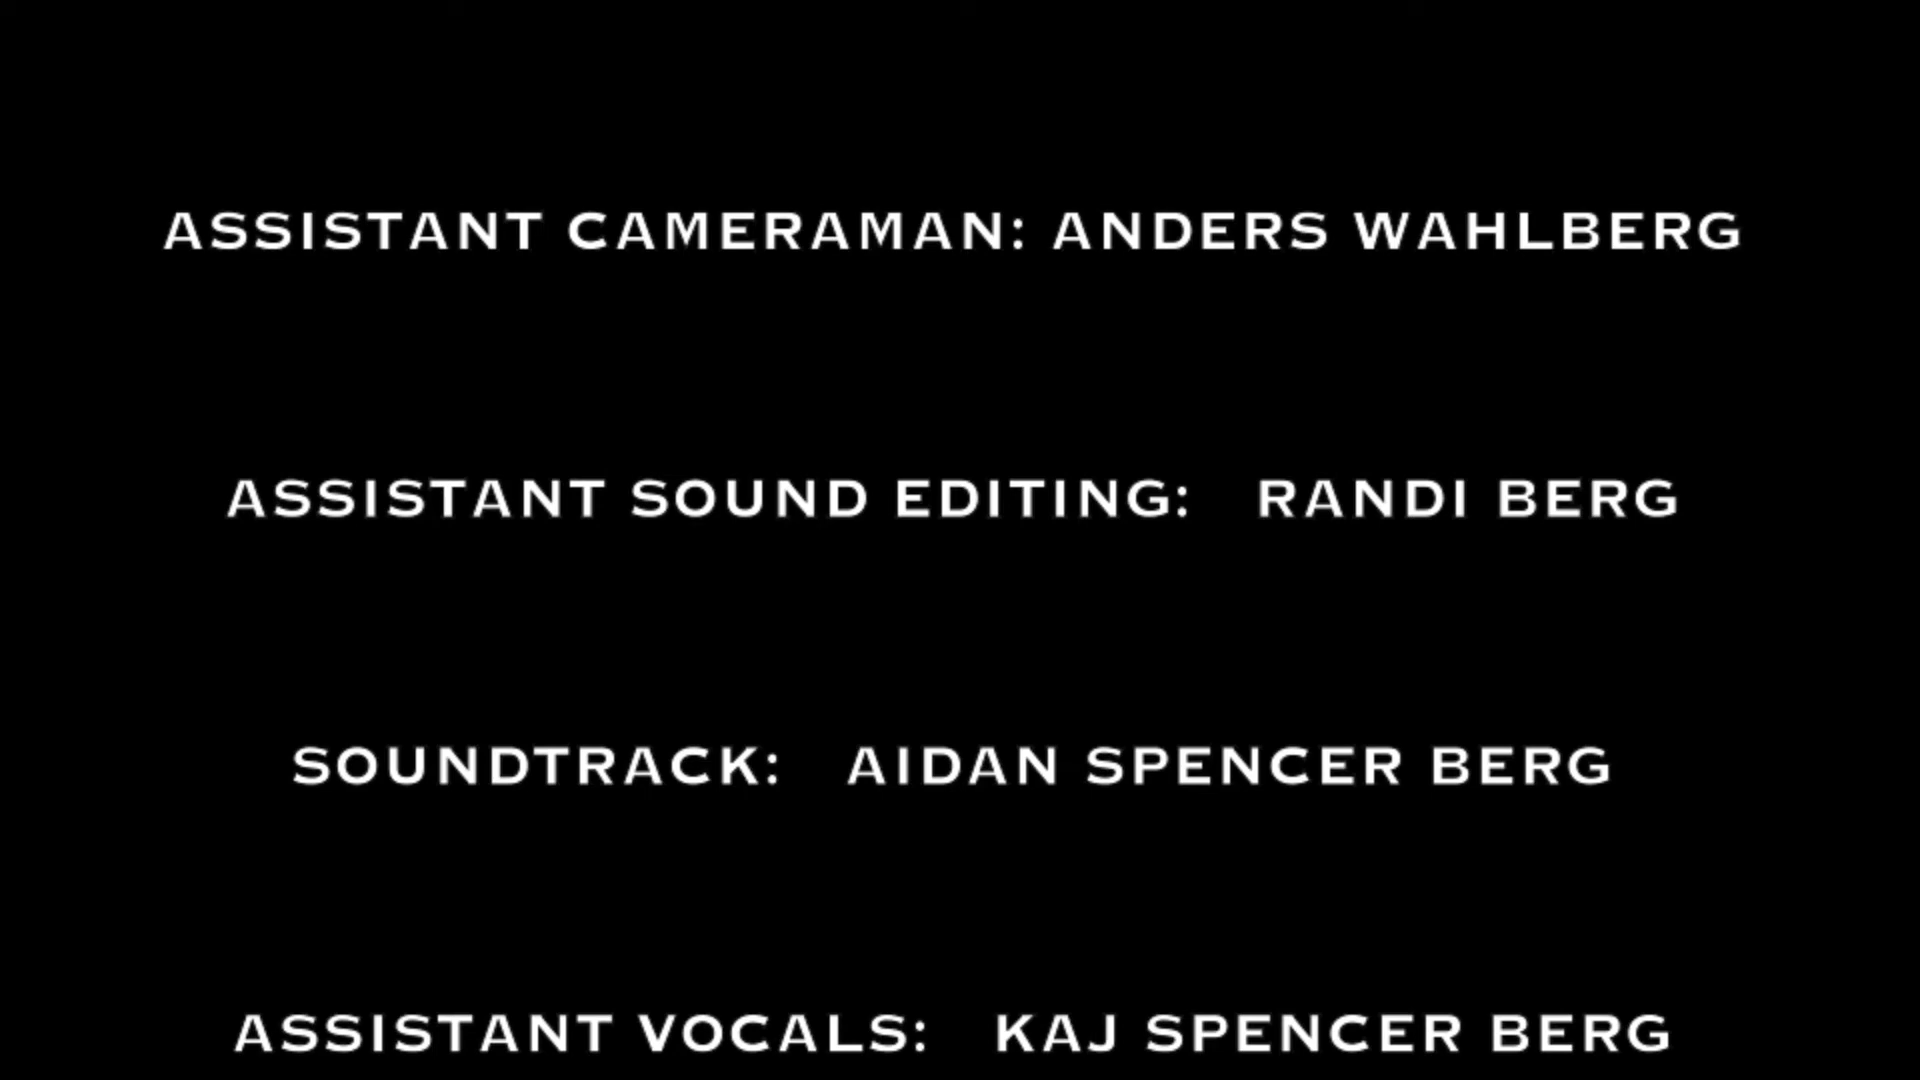 ASSISTANT CAMERAMAN: ANDERS WAHLBERG
ASSISTANT SOUND EDITING: RANDI BERG
SOUNDTRACK: AIDAN SPENCER BERG
ASSISTANT VOCALS: KAJ SPENCER BERG